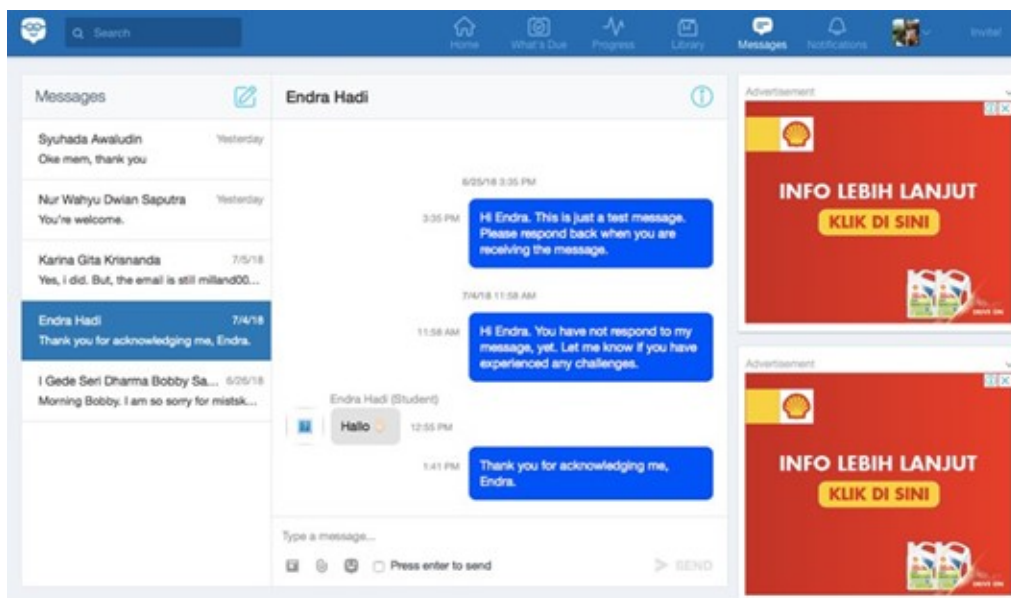 Search
Home
What's Due
Progress
Library
Messages
Notifications
Invite!
Messages
Syuhada Awaludin Yesterday
Oke mem, thank you
Nur Wahyu Dwian Saputra Yesterday
You're welcome.
Karina Gita Krisnanda 7/5/18
Yes, I did. But, the email is still milland00...
Endra Hadi 7/4/18
Thank you for acknowledging me, Endra.
I Gede Seri Dharma Bobby Sa... 6/26/18
Morning Bobby. I am so sorry for mistsk...
Endra Hadi
6/25/18 3:35 PM
3:35 PM
Hi Endra. This is just a test message.
Please respond back when you are
receiving the message.
7/4/18 11:58 AM
11:58 AM
Hi Endra. You have not respond to my
message, yet. Let me know if you have
experienced any challenges.
Endra Hadi (Student)
Hallo 12:55 PM
1:41 PM
Thank you for acknowledging me,
Endra.
Type a message...
Press enter to send
SEND
Advertisement
INFO LEBIH LANJUT
KLIK DI SINI
DRIVE ON
Advertisement
INFO LEBIH LANJUT
KLIK DI SINI
DRIVE ON